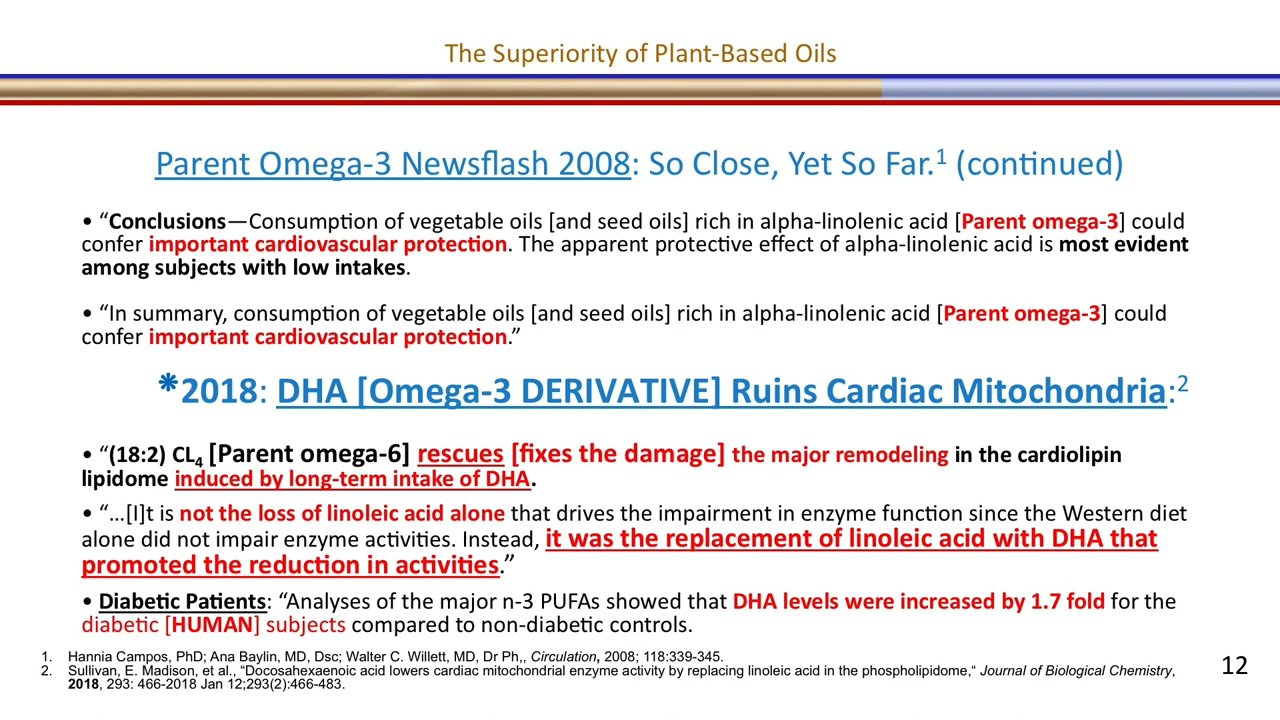 The Superiority of Plant-Based Oils
Parent Omega-3 Newsflash 2008: So Close, Yet So Far.1 (continued)
• “Conclusions—Consumption of vegetable oils [and seed oils] rich in alpha-linolenic acid [Parent omega-3] could
confer important cardiovascular protection. The apparent protective effect of alpha-linolenic acid is most evident
among subjects with low intakes.
• “In summary, consumption of vegetable oils [and seed oils] rich in alpha-linolenic acid [Parent omega-3] could
confer important cardiovascular protection.”
*2018: DHA [Omega-3 DERIVATIVE] Ruins Cardiac Mitochondria:2
• “(18:2) CL4 [Parent omega-6] rescues [fixes the damage] the major remodeling in the cardiolipin
lipidome induced by long-term intake of DHA.
• “…[I]t is not the loss of linoleic acid alone that drives the impairment in enzyme function since the Western diet
alone did not impair enzyme activities. Instead, it was the replacement of linoleic acid with DHA that
promoted the reduction in activities.”
• Diabetic Patients: “Analyses of the major n-3 PUFAs showed that DHA levels were increased by 1.7 fold for the
diabetic [HUMAN] subjects compared to non-diabetic controls.
1. Hannia Campos, PhD; Ana Baylin, MD, Dsc; Walter C. Willett, MD, Dr Ph,, Circulation, 2008; 118:339-345.
2. Sullivan, E. Madison, et al., “Docosahexaenoic acid lowers cardiac mitochondrial enzyme activity by replacing linoleic acid in the phospholipidome,“ Journal of Biological Chemistry,
2018, 293: 466-2018 Jan 12;293(2):466-483.
12